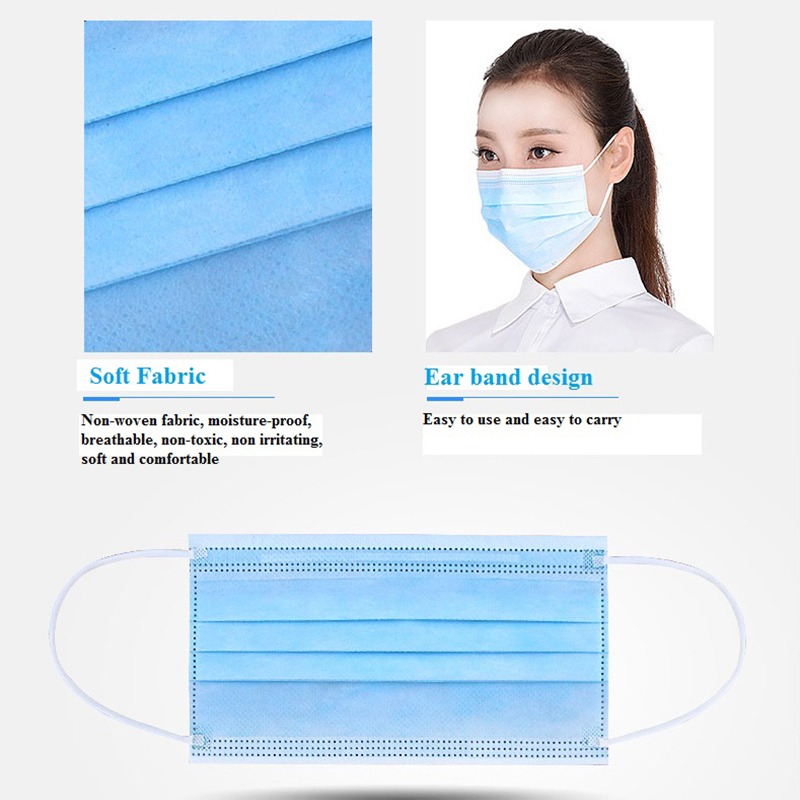 Soft Fabric
Non-woven fabric, moisture-proof,
breathable, non-toxic, non irritating,
soft and comfortable
Ear band design
Easy to use and easy to carry